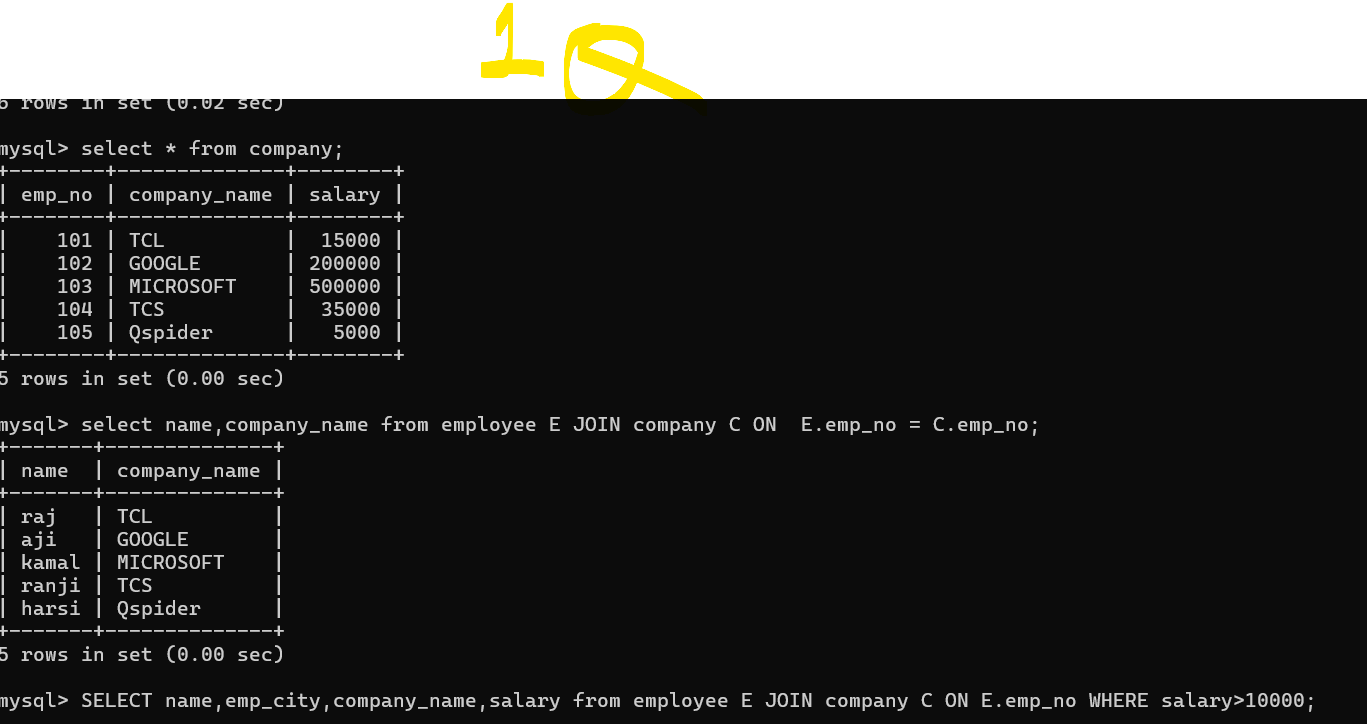 1Q
6 rows in set (0.02 sec)
mysql> select * from company;
+--------+--------------+--------+
| emp_no | company_name | salary |
+--------+--------------+--------+
|    101 | TCL          |  15000 |
|    102 | GOOGLE       | 200000 |
|    103 | MICROSOFT    | 500000 |
|    104 | TCS          |  35000 |
|    105 | Qspider      |   5000 |
+--------+--------------+--------+
5 rows in set (0.00 sec)
mysql> select name,company_name from employee E JOIN company C ON  E.emp_no = C.emp_no;
+-------+--------------+
| name  | company_name |
+-------+--------------+
| raj   | TCL          |
| aji   | GOOGLE       |
| kamal | MICROSOFT    |
| ranji | TCS          |
| harsi | Qspider      |
+-------+--------------+
5 rows in set (0.00 sec)
mysql> SELECT name,emp_city,company_name,salary from employee E JOIN company C ON E.emp_no WHERE salary>10000;